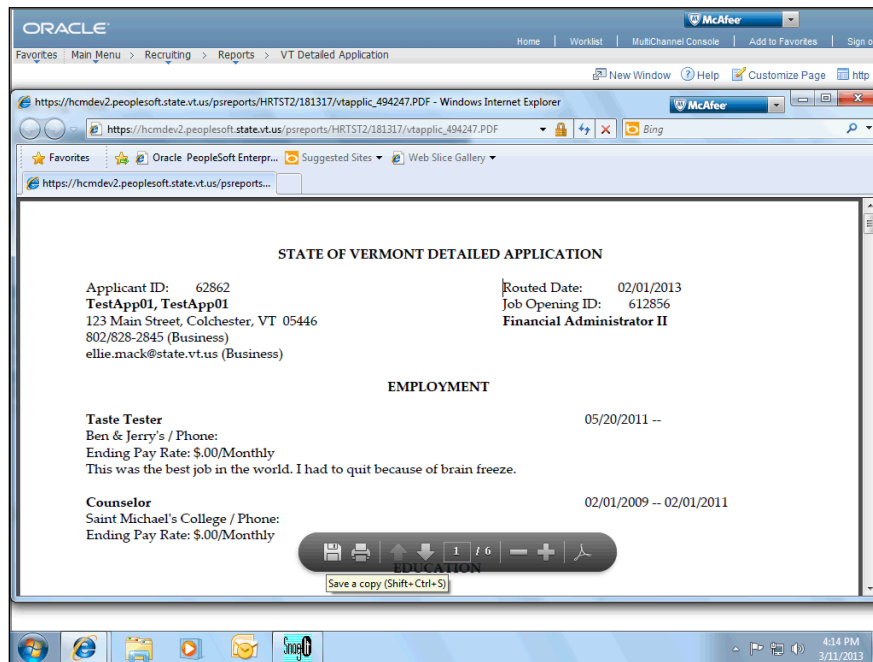 ORACLE
McAfee
Home | Worklist | MultiChannel Console | Add to Favorites | Sign o
Favorites Main Menu > Recruiting > Reports > VT Detailed Application
New Window Help Customize Page http
https://hcmdev2.peoplesoft.state.vt.us/psreports/HRTST2/181317/vtapplic_494247.PDF - Windows Internet Explorer
McAfee
https://hcmdev2.peoplesoft.state.vt.us/psreports/HRTST2/181317/vtapplic_494247.PDF
Bing
Favorites Oracle PeopleSoft Enterpr... Suggested Sites Web Slice Gallery
https://hcmdev2.peoplesoft.state.vt.us/psreports...
STATE OF VERMONT DETAILED APPLICATION
Applicant ID: 62862 Routed Date: 02/01/2013
TestApp01, TestApp01 Job Opening ID: 612856
123 Main Street, Colchester, VT 05446 Financial Administrator II
802/828-2845 (Business)
ellie.mack@state.vt.us (Business)
EMPLOYMENT
Taste Tester 05/20/2011 --
Ben & Jerry's / Phone:
Ending Pay Rate: $.00/Monthly
This was the best job in the world. I had to quit because of brain freeze.
Counselor 02/01/2009 -- 02/01/2011
Saint Michael's College / Phone:
Ending Pay Rate: $.00/Monthly
1 / 6
EDUCATION
Save a copy (Shift+Ctrl+S)
SnagIt
4:14 PM
3/11/2013